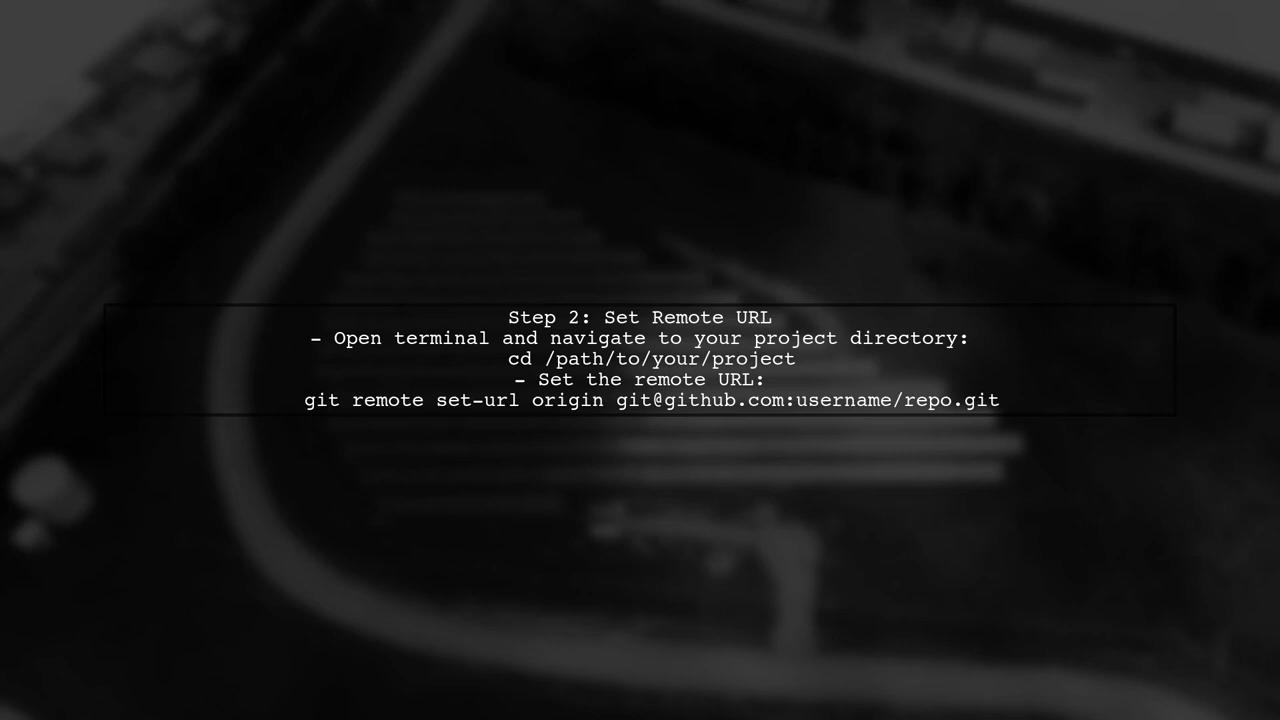 Step 2: Set Remote URL
- Open terminal and navigate to your project directory:
cd /path/to/your/project
- Set the remote URL:
git remote set-url origin git@github.com:username/repo.git